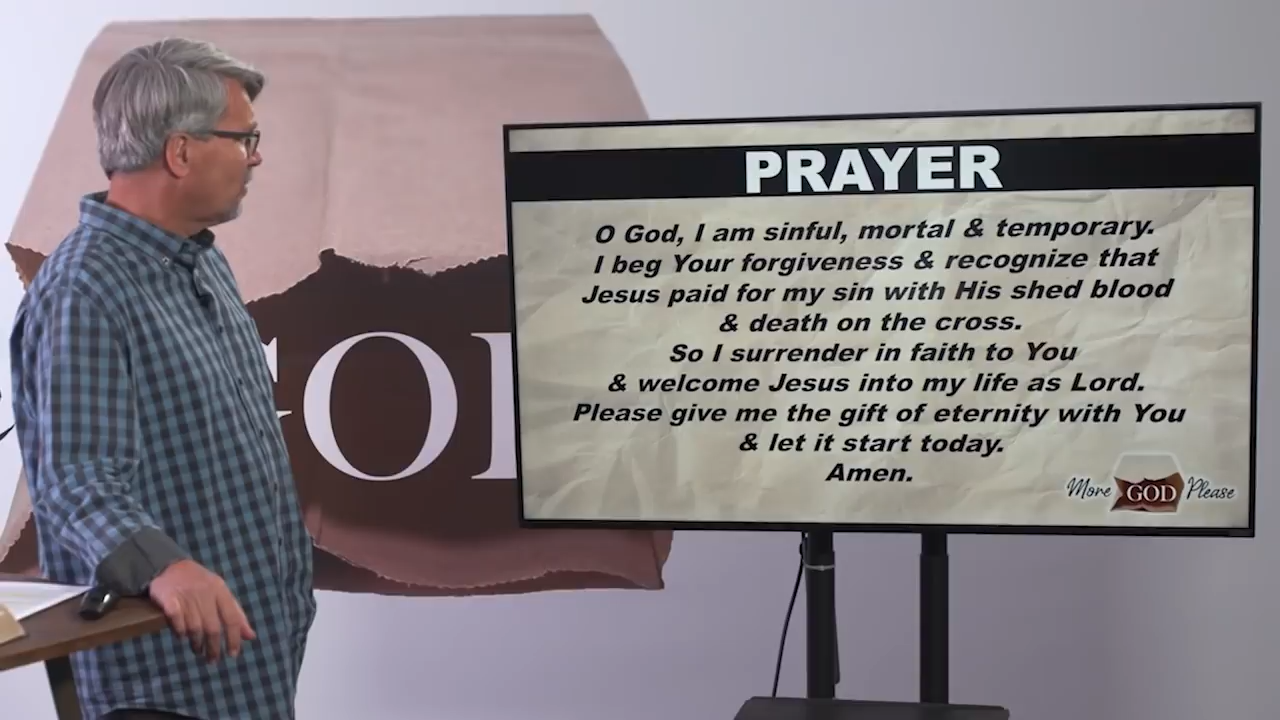 PRAYER
O God, I am sinful, mortal & temporary.
I beg Your forgiveness & recognize that
Jesus paid for my sin with His shed blood
& death on the cross.
So I surrender in faith to You
& welcome Jesus into my life as Lord.
Please give me the gift of eternity with You
& let it start today.
Amen.
More GOD Please
GO